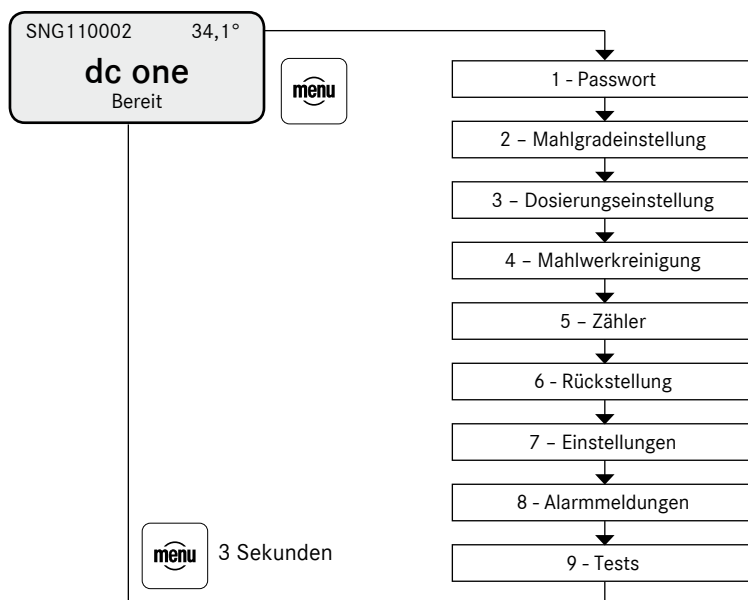 SNG110002 34,1°
dc one
Bereit
menu
1 - Passwort
2 – Mahlgradeinstellung
3 – Dosierungseinstellung
4 – Mahlwerkreinigung
5 – Zähler
6 - Rückstellung
7 – Einstellungen
8 - Alarmmeldungen
9 - Tests
menu 3 Sekunden